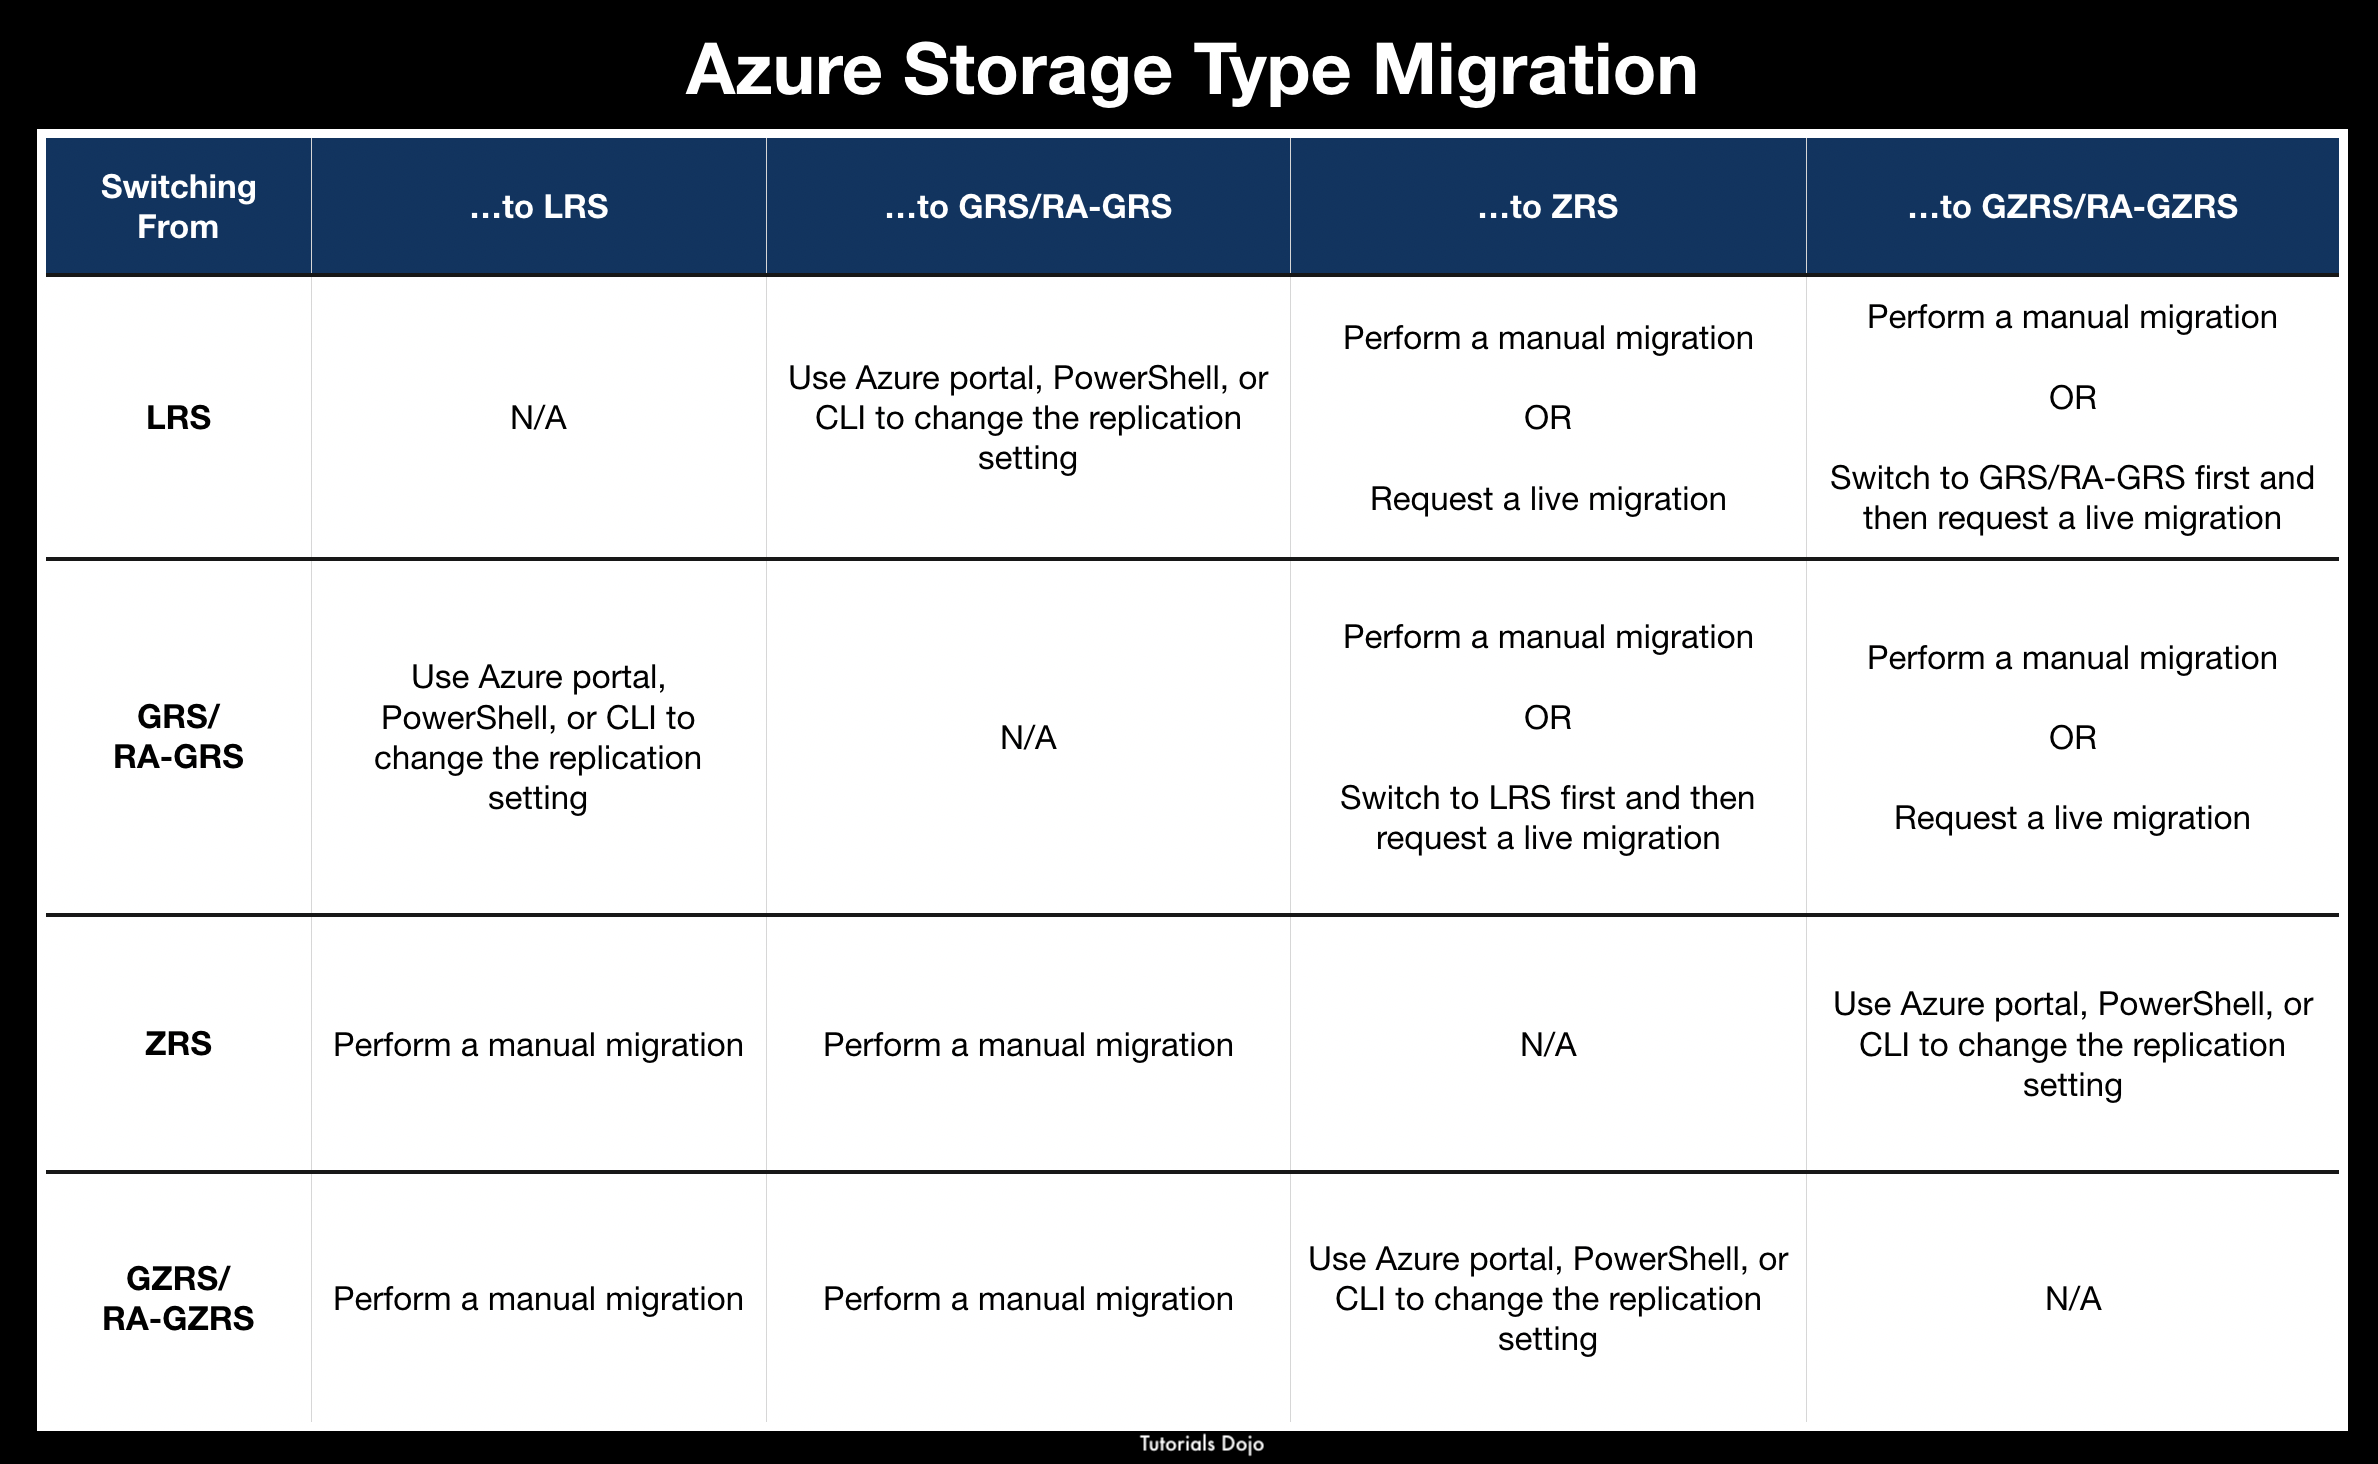 Azure Storage Type Migration
Switching
From
...to LRS
...to GRS/RA-GRS
...to ZRS
...to GZRS/RA-GZRS
LRS
N/A
Use Azure portal, PowerShell, or
CLI to change the replication
setting
Perform a manual migration
OR
Request a live migration
Perform a manual migration
OR
Switch to GRS/RA-GRS first and
then request a live migration
GRS/
RA-GRS
Use Azure portal,
PowerShell, or CLI to
change the replication
setting
N/A
Perform a manual migration
OR
Switch to LRS first and then
request a live migration
Perform a manual migration
OR
Request a live migration
ZRS
Perform a manual migration
Perform a manual migration
N/A
Use Azure portal, PowerShell, or
CLI to change the replication
setting
GZRS/
RA-GZRS
Perform a manual migration
Perform a manual migration
Use Azure portal, PowerShell, or
CLI to change the replication
setting
N/A
Tutorials Dojo